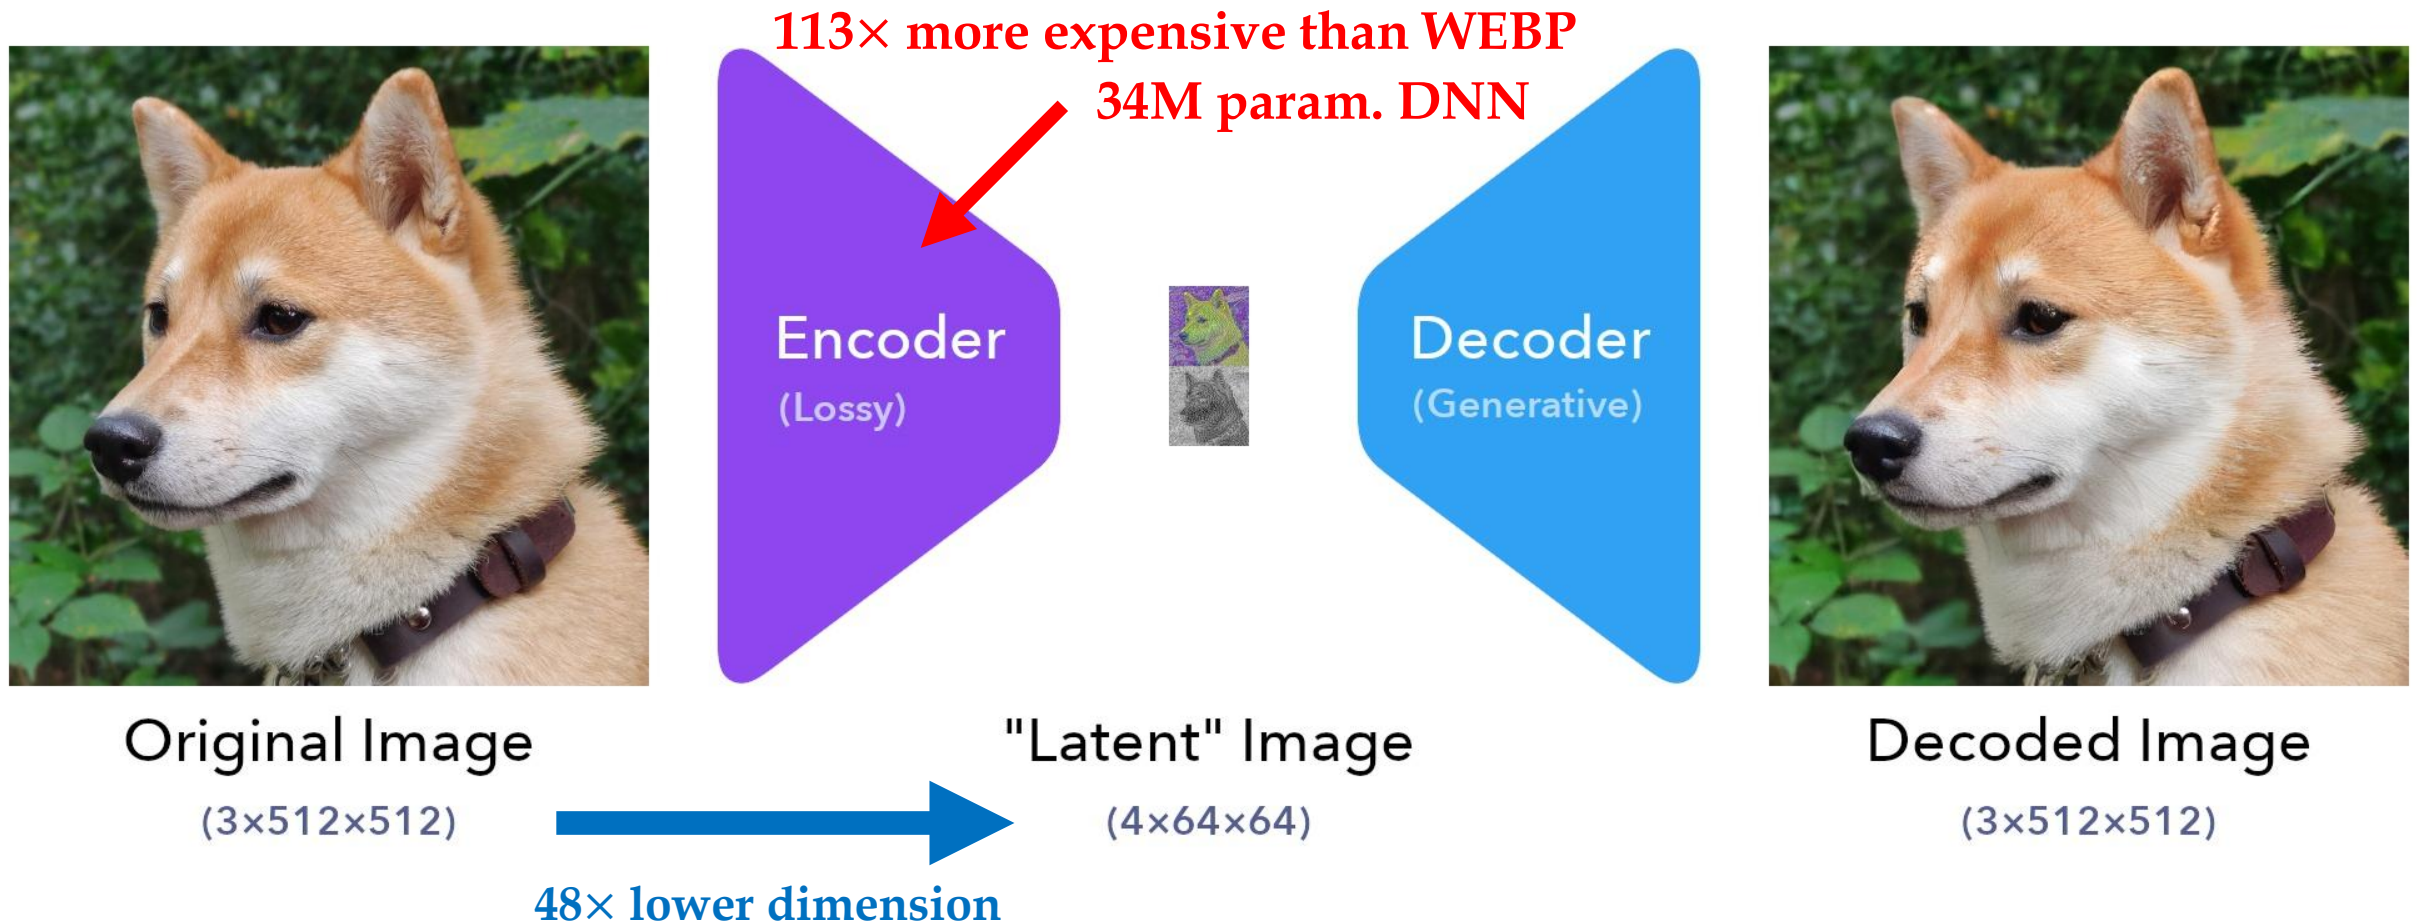 113× more expensive than WEBP
34M param. DNN
Encoder
(Lossy)
Decoder
(Generative)
Original Image
"Latent" Image
Decoded Image
(3×512×512)
(4×64×64)
(3×512×512)
48× lower dimension